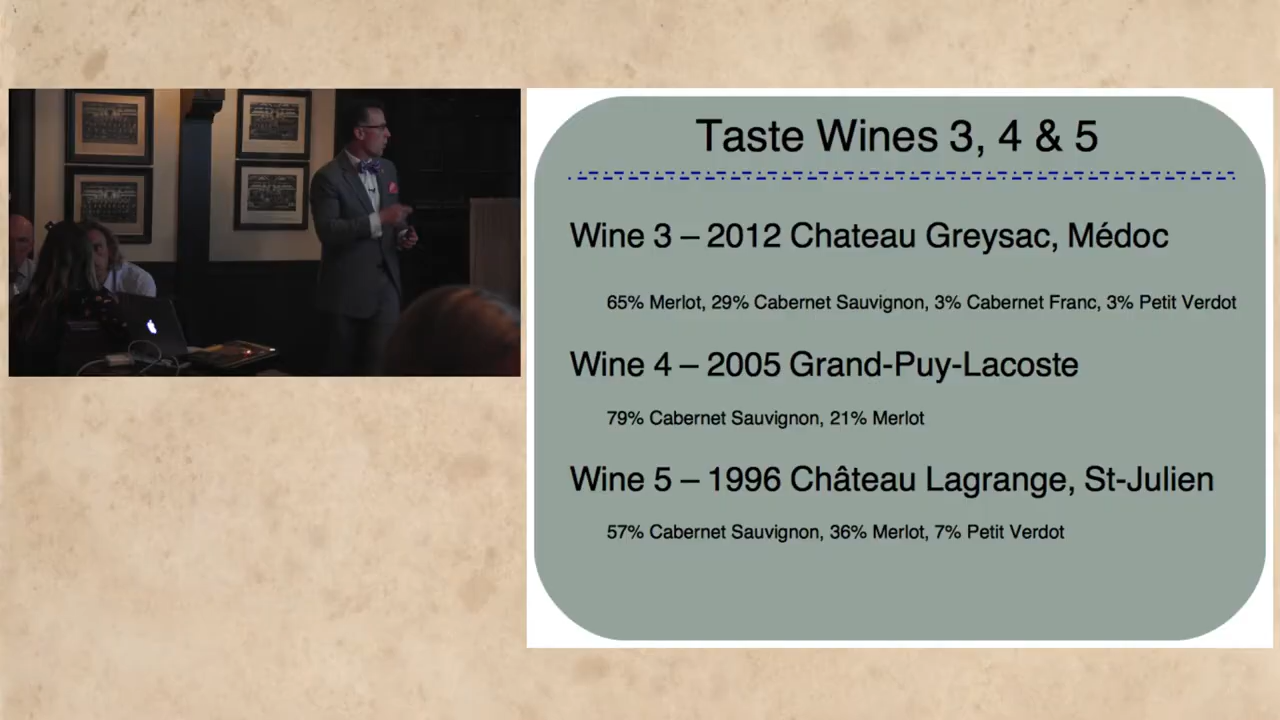 Taste Wines 3, 4 & 5
Wine 3 – 2012 Chateau Greysac, Médoc
65% Merlot, 29% Cabernet Sauvignon, 3% Cabernet Franc, 3% Petit Verdot
Wine 4 – 2005 Grand-Puy-Lacoste
79% Cabernet Sauvignon, 21% Merlot
Wine 5 – 1996 Château Lagrange, St-Julien
57% Cabernet Sauvignon, 36% Merlot, 7% Petit Verdot